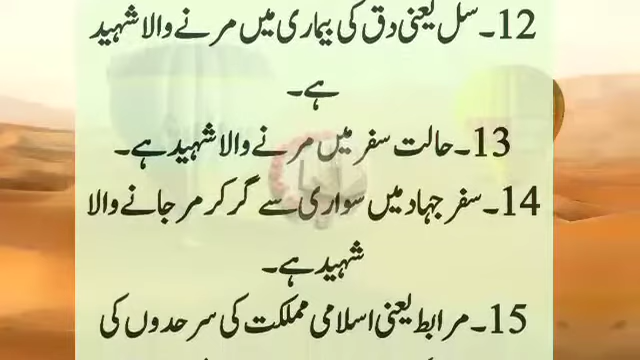 12۔ سل یعنی دق کی بیماری میں مرنے والا شہید
ہے۔
13۔ حالت سفر میں مرنے والا شہید ہے۔
14۔ سفر جہاد میں سواری سے گر کر مر جانے والا
شہید ہے۔
15۔ مرابط یعنی اسلامی مملکت کی سرحدوں کی